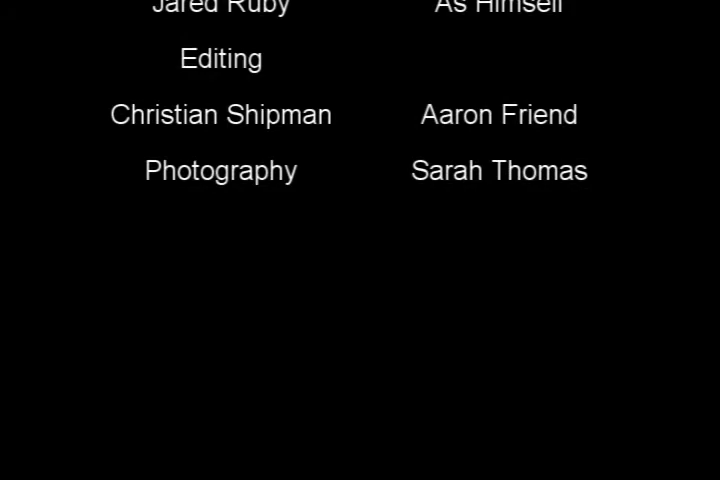 Jared Ruby As Himself
Editing
Christian Shipman Aaron Friend
Photography Sarah Thomas